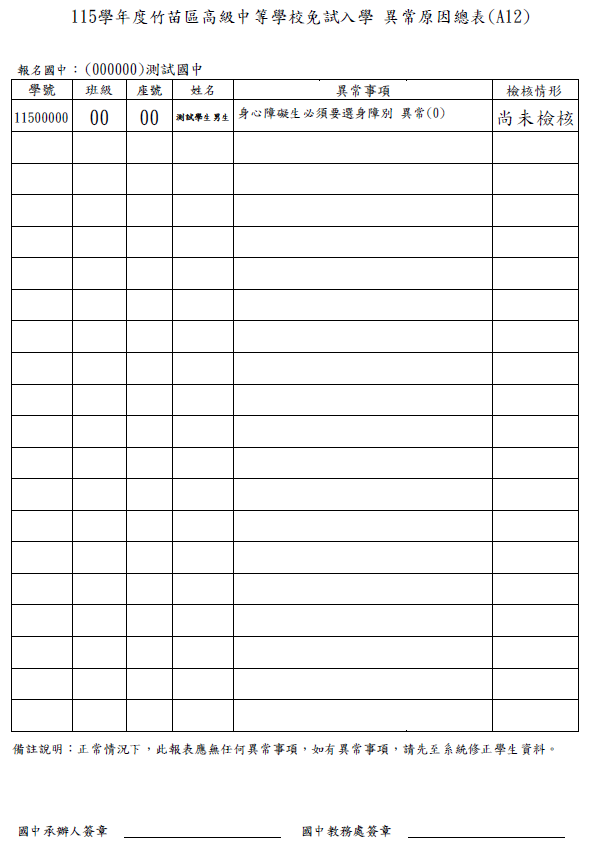 115學年度竹苗區高級中等學校免試入學 異常原因總表(A12)
報名國中：(000000)測試國中
學號 班級 座號 姓名 異常事項 檢核情形
11500000 00 00 測試學生男生 身心障礙生必須要選身障別 異常(0) 尚未檢核
備註說明：正常情況下，此報表應無任何異常事項，如有異常事項，請先至系統修正學生資料。
國中承辦人簽章 國中教務處簽章